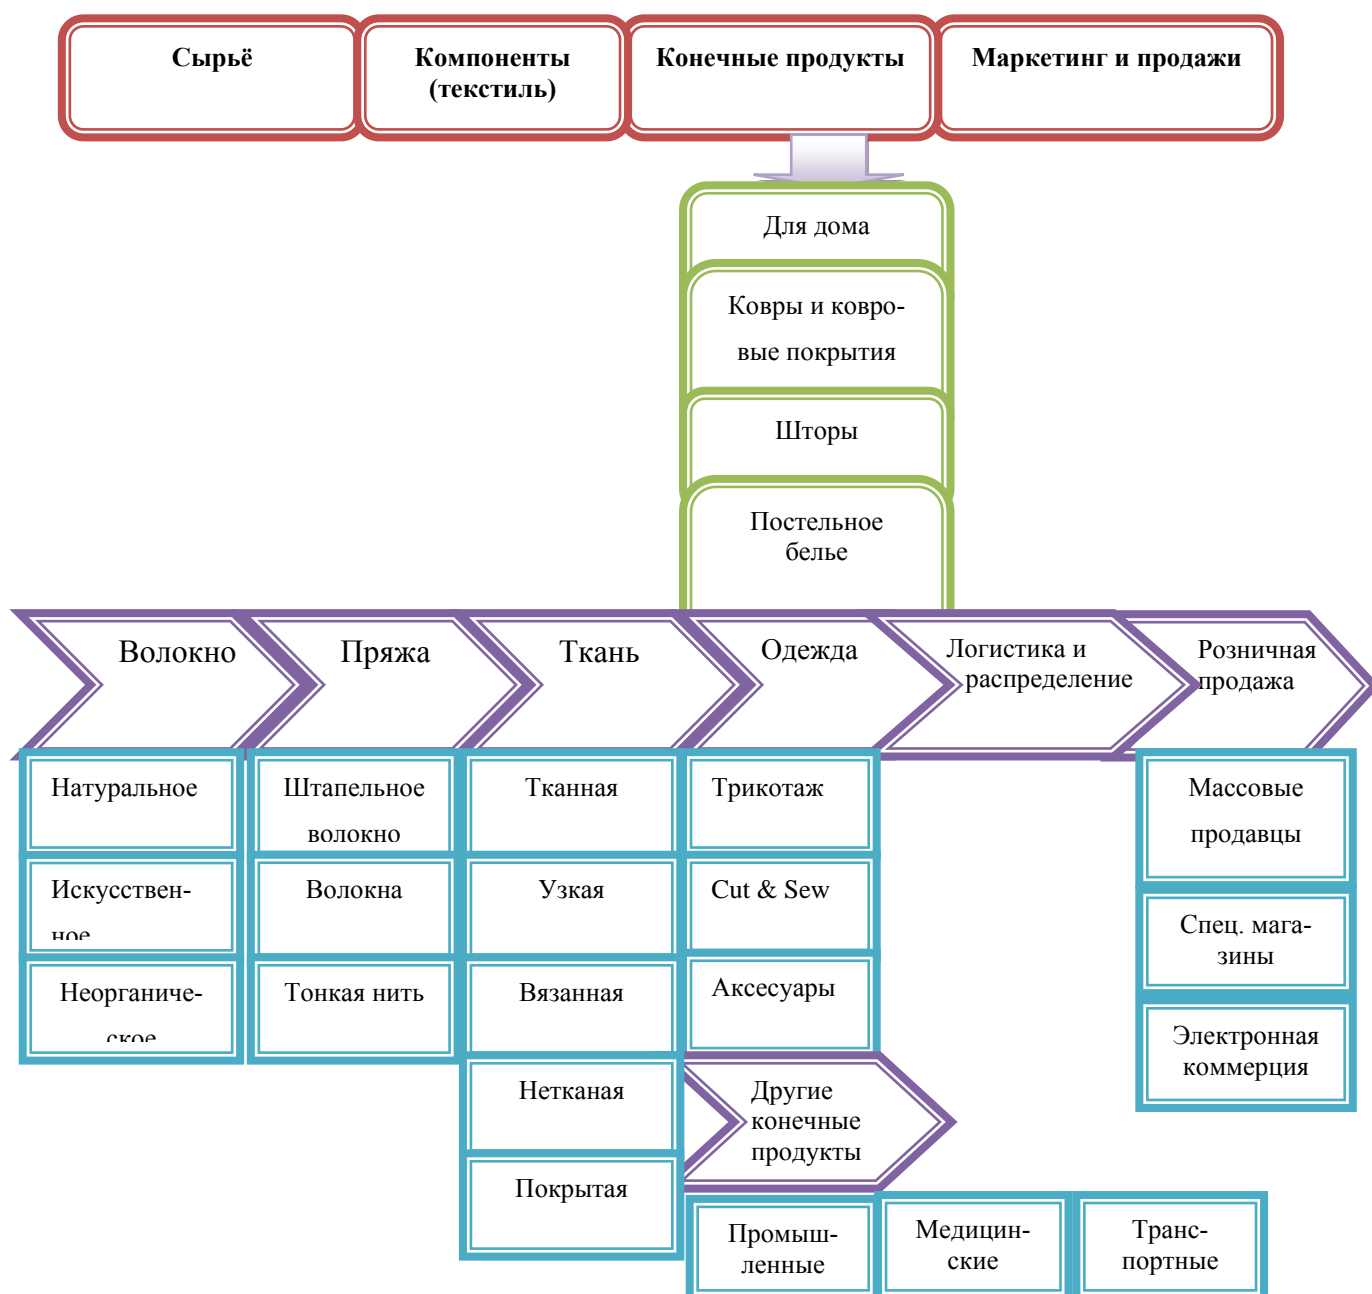 Сырьё
Компоненты
(текстиль)
Конечные продукты
Маркетинг и продажи
Для дома
Ковры и ковро-
вые покрытия
Шторы
Постельное
белье
Волокно
Пряжа
Ткань
Одежда
Логистика и
распределение
Розничная
продажа
Натуральное
Искусствен-
ное
Неорганиче-
ское
Штапельное
волокно
Волокна
Тонкая нить
Тканная
Узкая
Вязанная
Нетканая
Покрытая
Трикотаж
Cut & Sew
Аксесуары
Другие
конечные
продукты
Промыш-
ленные
Медицин-
ские
Транс-
портные
Массовые
продавцы
Спец. мага-
зины
Электронная
коммерция